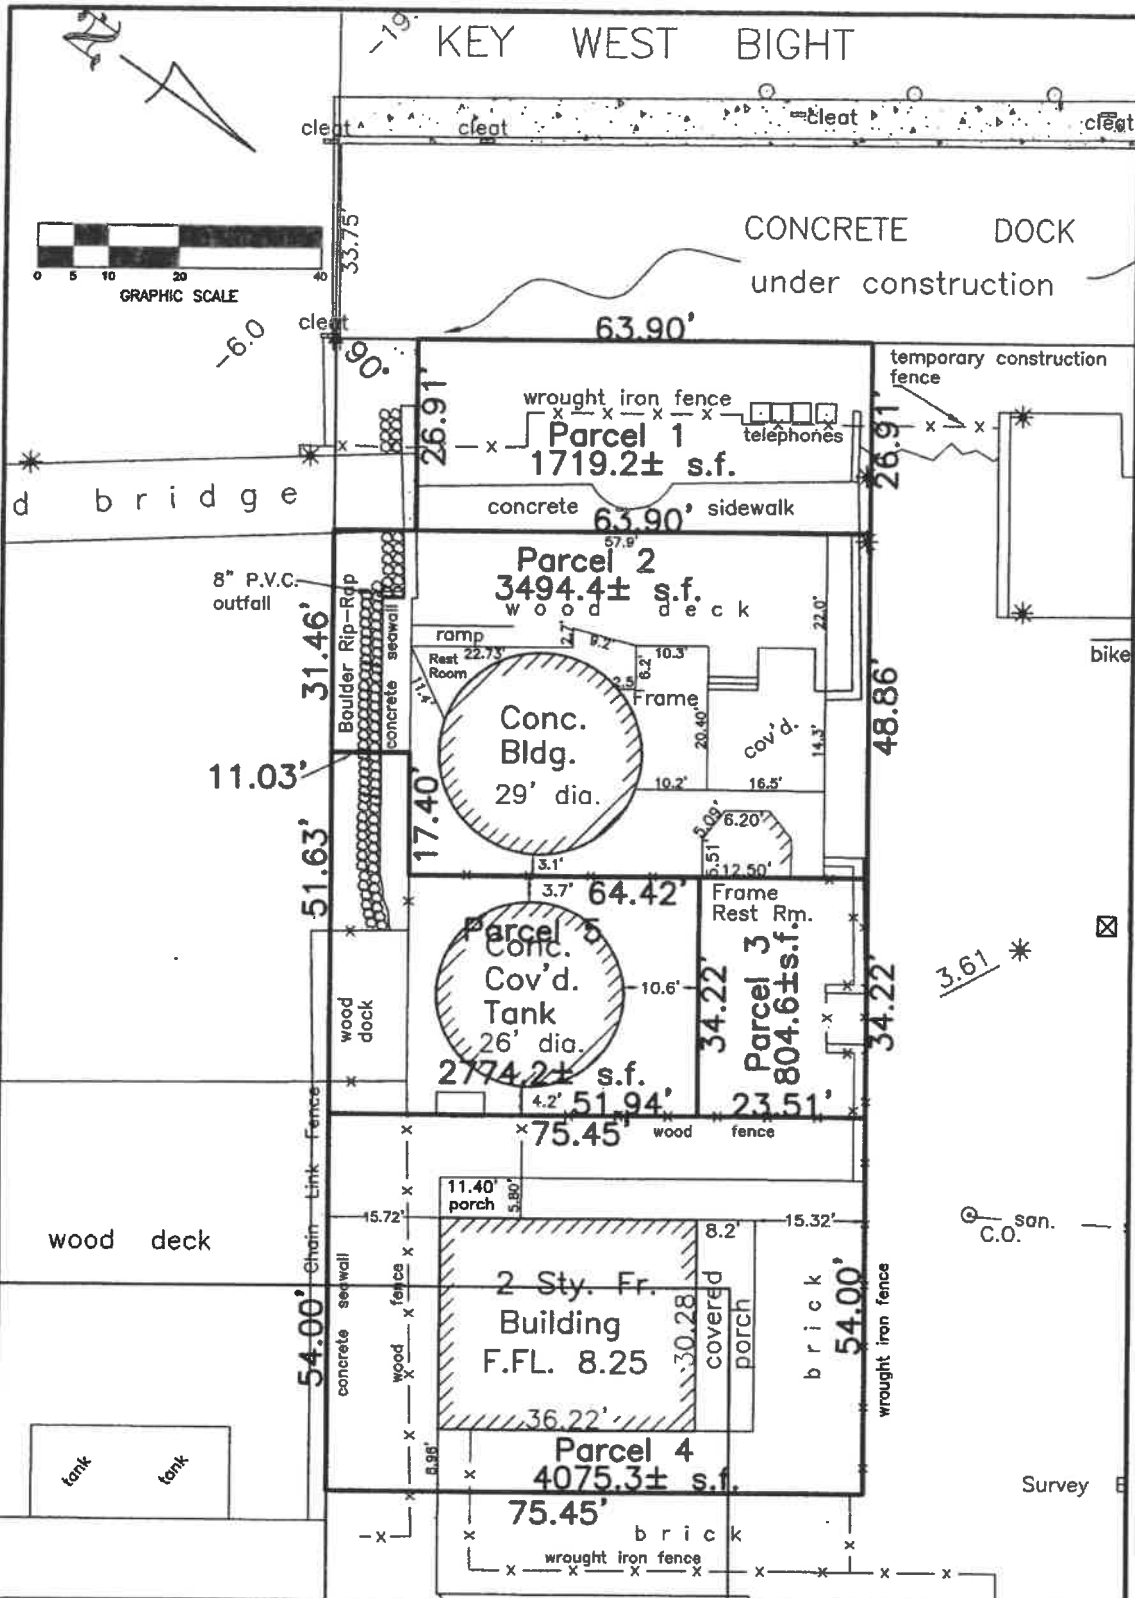 N
-19.
KEY WEST BIGHT
cleat
cleat
cleat
cleat
33.75'
0 5 10 20 40
GRAPHIC SCALE
CONCRETE DOCK
under construction
-6.0
cleat
90°
63.90'
temporary construction
fence
wrought iron fence
telephones
26.91'
Parcel 1
1719.2± s.f.
26.91'
d bridge
concrete sidewalk
63.90'
57.9'
Parcel 2
3494.4± s.f.
wood deck
8" P.V.C.
outfall
31.46'
Boulder Rip-Rap
concrete seawall
22.0'
ramp
22.73'
2.7'
9.2'
6.2'
10.3'
Rest
Room
11.4'
2.5
Frame
bike
Conc.
Bldg.
29' dia.
20.40'
cov'd.
14.3'
48.86'
10.2'
16.5'
11.03'
17.40'
5.09'
6.20'
5.51'
12.50'
3.1'
51.63'
3.7'
64.42'
Frame
Rest Rm.
Parcel 5
Conc.
Cov'd.
Tank
26' dia.
2774.2± s.f.
10.6'
34.22'
Parcel 3
804.6±s.f.
34.22'
3.61
wood
dock
4.2'
51.94'
23.51'
75.45'
wood fence
Chain Link Fence
11.40'
porch
5.80'
15.72'
8.2'
15.32'
san.
C.O.
wood deck
2 Sty. Fr.
Building
F.FL. 8.25
30.28
covered
porch
brick
54.00'
wrought iron fence
54.00'
concrete seawall
wood fence
36.22'
Parcel 4
4075.3± s.f.
75.45'
tank
tank
Survey
brick
wrought iron fence